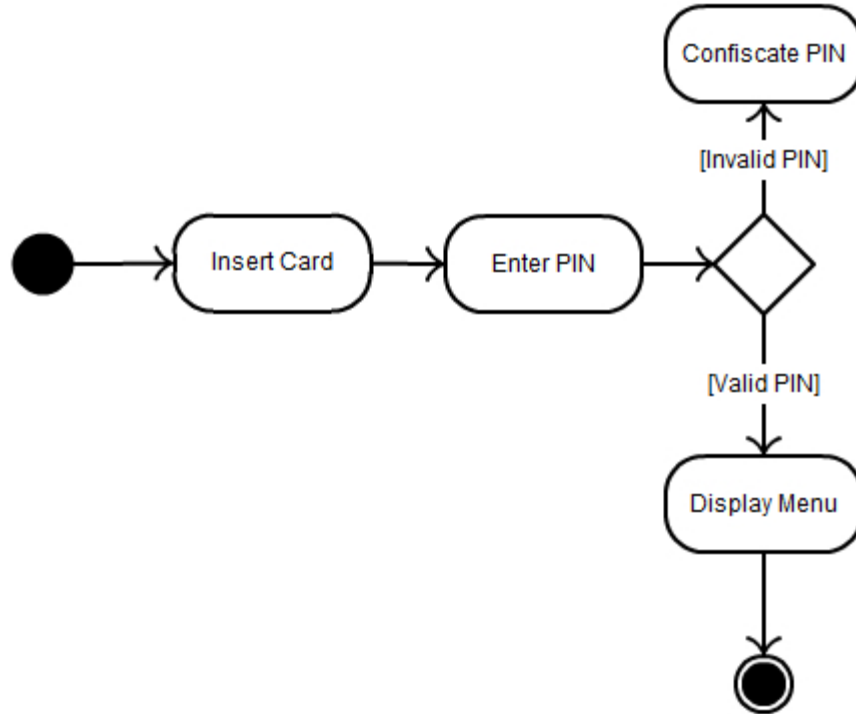 Confiscate PIN
[Invalid PIN]
Insert Card
Enter PIN
[Valid PIN]
Display Menu